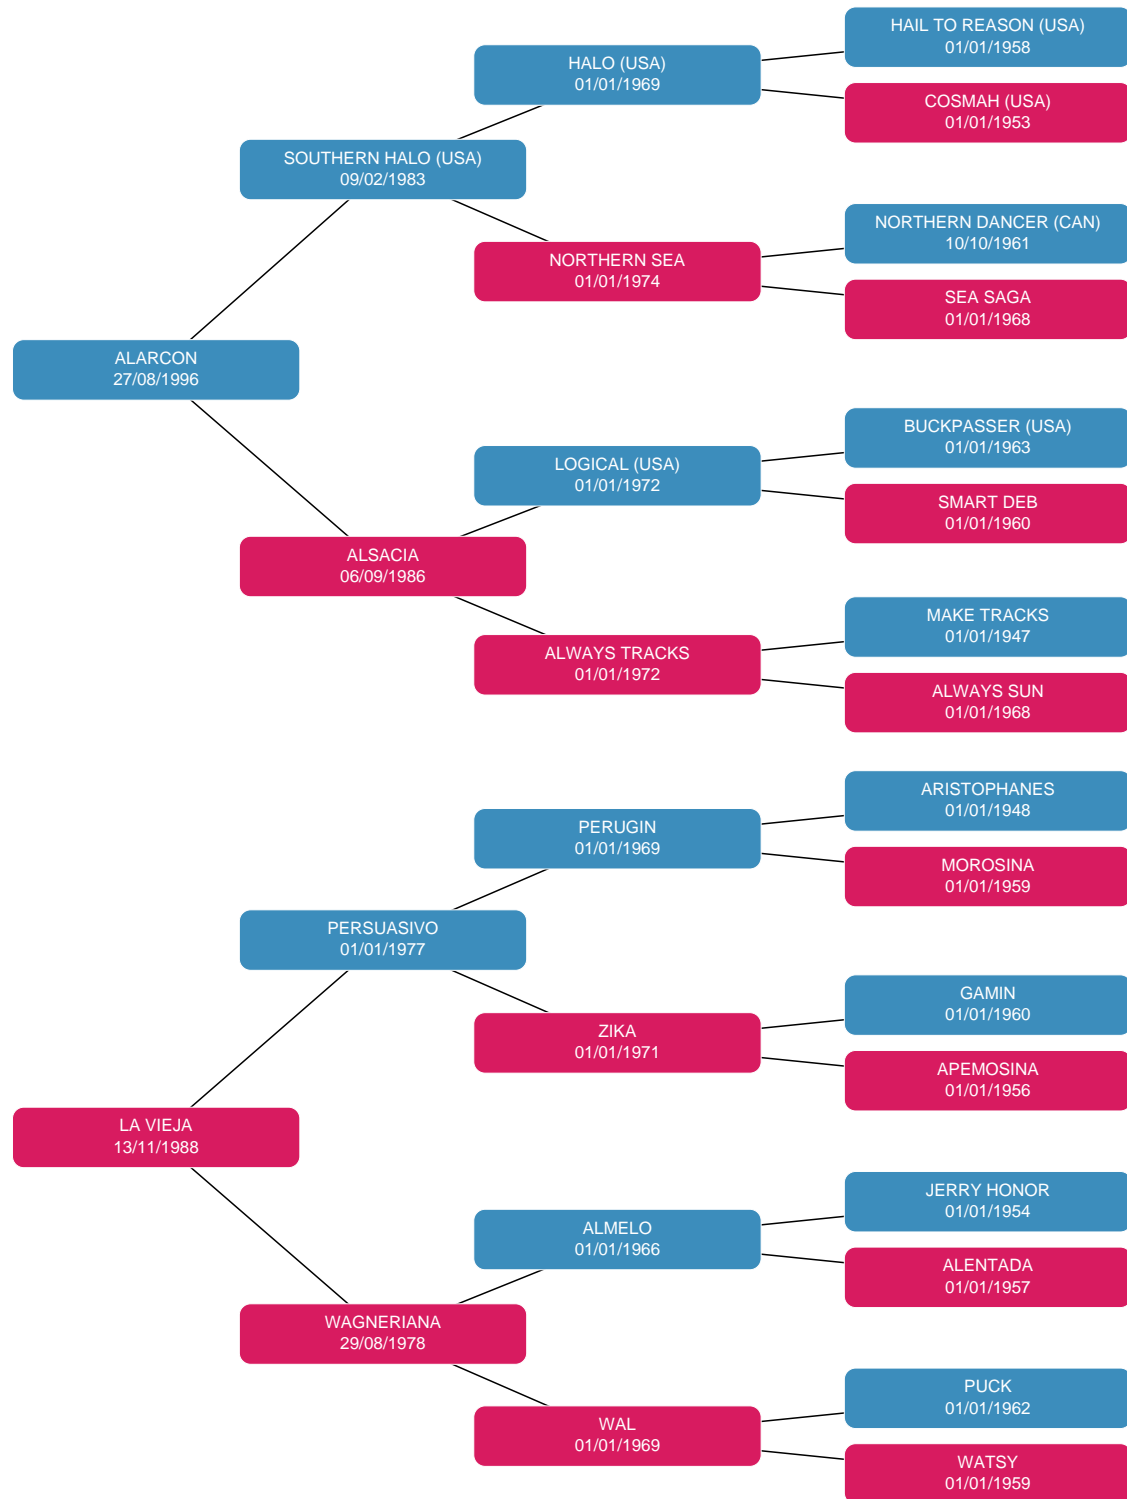 HAIL TO REASON (USA)
01/01/1958
HALO (USA)
01/01/1969
COSMAH (USA)
01/01/1953
SOUTHERN HALO (USA)
09/02/1983
NORTHERN DANCER (CAN)
10/10/1961
NORTHERN SEA
01/01/1974
SEA SAGA
01/01/1968
ALARCON
27/08/1996
BUCKPASSER (USA)
01/01/1963
LOGICAL (USA)
01/01/1972
SMART DEB
01/01/1960
ALSACIA
06/09/1986
MAKE TRACKS
01/01/1947
ALWAYS TRACKS
01/01/1972
ALWAYS SUN
01/01/1968
ARISTOPHANES
01/01/1948
PERUGIN
01/01/1969
MOROSINA
01/01/1959
PERSUASIVO
01/01/1977
GAMIN
01/01/1960
ZIKA
01/01/1971
APEMOSINA
01/01/1956
LA VIEJA
13/11/1988
JERRY HONOR
01/01/1954
ALMELO
01/01/1966
ALENTADA
01/01/1957
WAGNERIANA
29/08/1978
PUCK
01/01/1962
WAL
01/01/1969
WATSY
01/01/1959